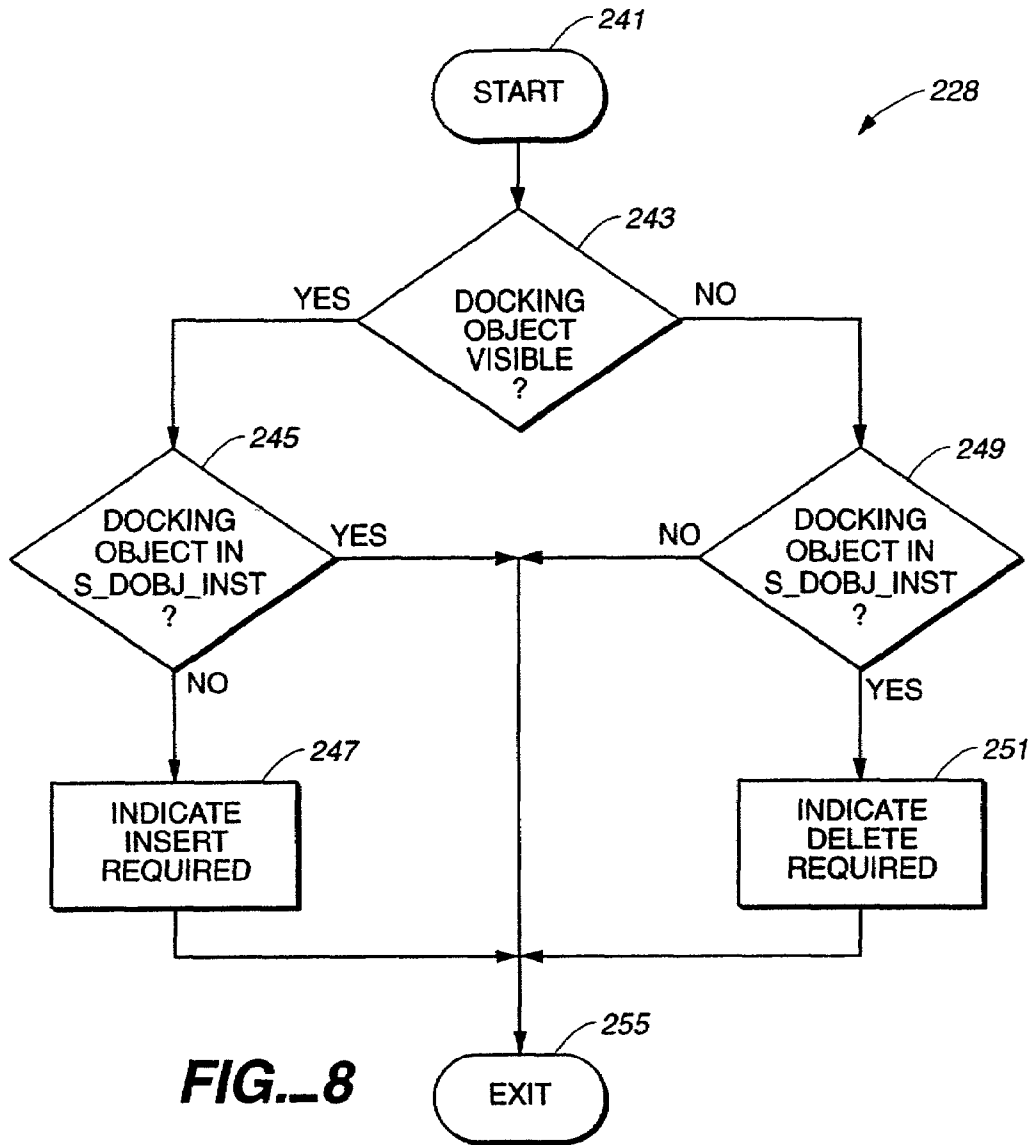 241
START
228
243
YES
DOCKING
OBJECT
VISIBLE
?
NO
245
DOCKING
OBJECT IN
S_DOBJ_INST
?
YES
NO
249
NO
DOCKING
OBJECT IN
S_DOBJ_INST
?
YES
247
INDICATE
INSERT
REQUIRED
251
INDICATE
DELETE
REQUIRED
255
EXIT
FIG._8